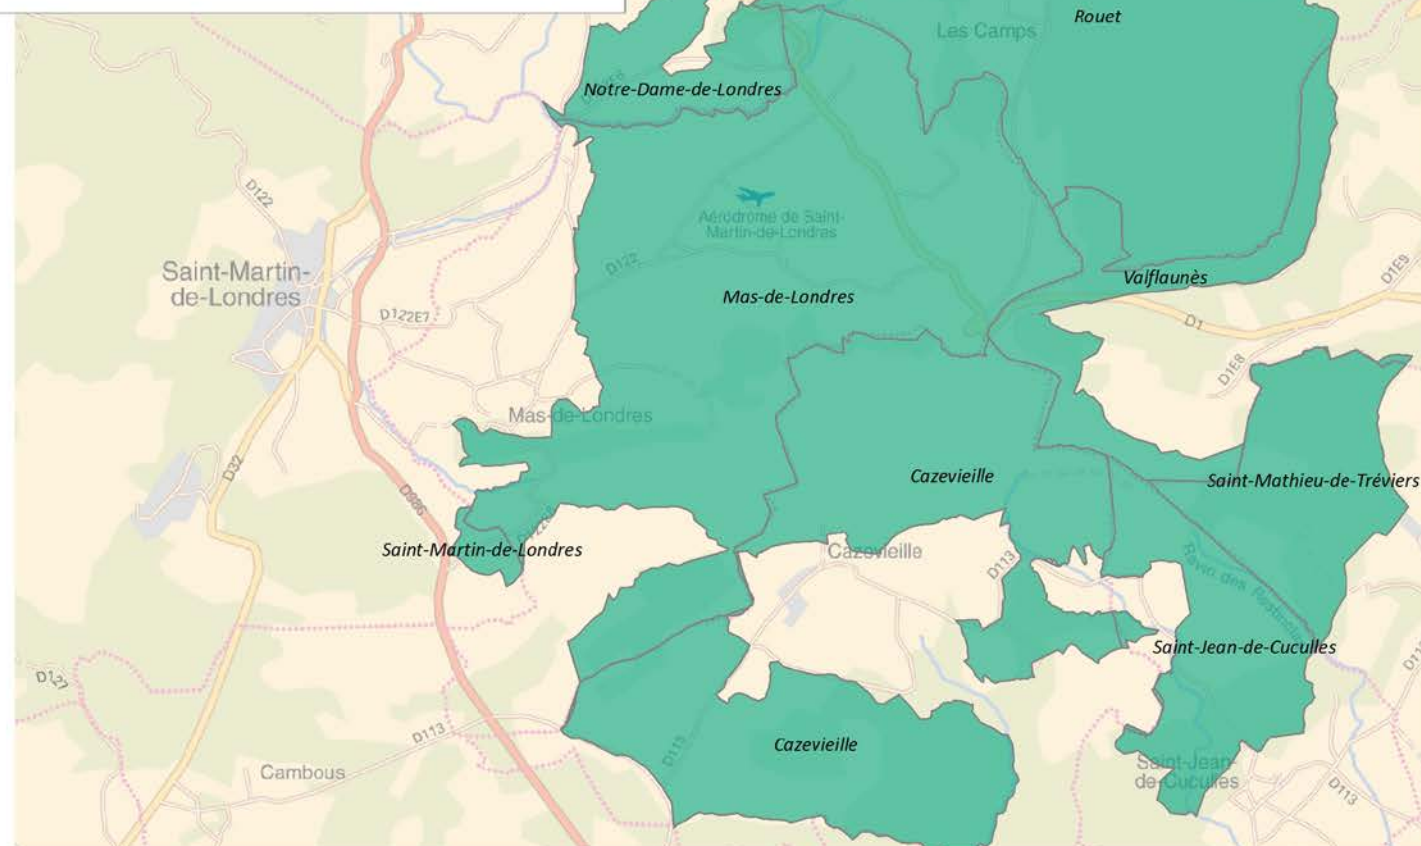 Rouet
Les Camps
D1E6
Notre-Dame-de-Londres
D122
Aérodrome de Saint-
Martin-de-Londres
D122
Saint-Martin-
de-Londres
Valflaunès
D1E9
Mas-de-Londres
D122E7
D1
D1E8
Mas-de-Londres
D32
Cazevieille
Saint-Mathieu-de-Tréviers
D986
Saint-Martin-de-Londres
Cazevieille
D113
Ravin des
Saint-Jean-de-Cuculles
D127
D113
D113
Cazevieille
Cambous
Saint-Jean-
de-Cuculles
D113